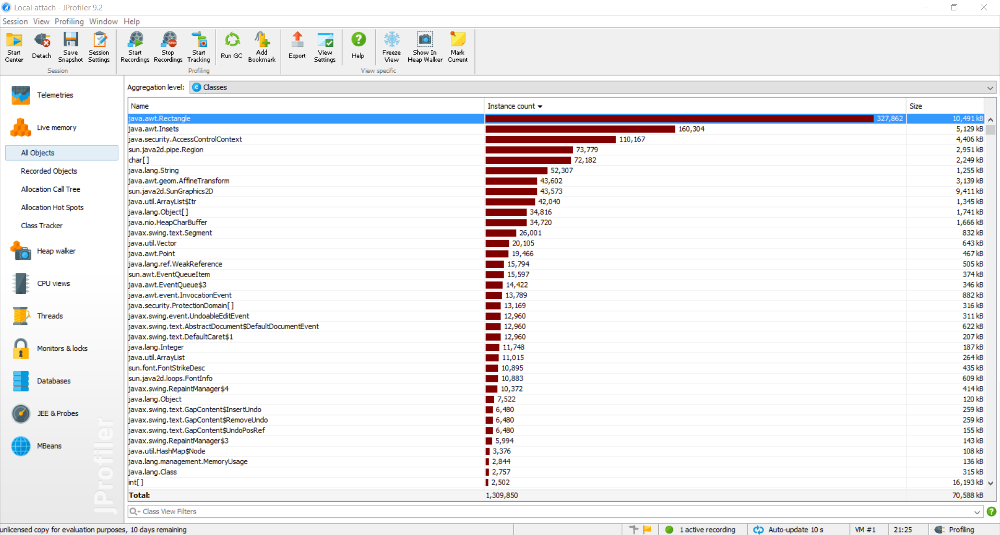 Local attach - JProfiler 9.2
Session View Profiling Window Help
Start Center
Detach
Save Snapshot
Session Settings
Start Recordings
Stop Recordings
Start Tracking
Run GC
Add Bookmark
Export
View Settings
Help
Freeze View
Show In Heap Walker
Mark Current
Session
Profiling
View specific
Telemetries
Live memory
All Objects
Recorded Objects
Allocation Call Tree
Allocation Hot Spots
Class Tracker
Heap walker
CPU views
Threads
Monitors & locks
Databases
JEE & Probes
MBeans
JProfiler
Aggregation level: Classes
Name Instance count Size
java.awt.Rectangle 327,862 10,491 kB
java.awt.Insets 160,304 5,129 kB
java.security.AccessControlContext 110,167 4,406 kB
sun.java2d.pipe.Region 73,779 2,951 kB
char[] 72,182 2,249 kB
java.lang.String 52,307 1,255 kB
java.awt.geom.AffineTransform 43,602 3,139 kB
sun.java2d.SunGraphics2D 43,573 9,411 kB
java.util.ArrayList$Itr 42,040 1,345 kB
java.lang.Object[] 34,816 1,741 kB
java.nio.HeapCharBuffer 34,720 1,666 kB
javax.swing.text.Segment 26,001 832 kB
java.util.Vector 20,105 643 kB
java.awt.Point 19,466 467 kB
java.lang.ref.WeakReference 15,794 505 kB
sun.awt.EventQueueItem 15,597 374 kB
java.awt.EventQueue$3 14,422 346 kB
java.awt.event.InvocationEvent 13,789 882 kB
java.security.ProtectionDomain[] 13,169 316 kB
javax.swing.event.UndoableEditEvent 12,960 311 kB
javax.swing.text.AbstractDocument$DefaultDocumentEvent 12,960 622 kB
javax.swing.text.DefaultCaret$1 12,960 207 kB
java.lang.Integer 11,748 187 kB
java.util.ArrayList 11,015 264 kB
sun.font.FontStrikeDesc 10,895 435 kB
sun.java2d.loops.FontInfo 10,883 609 kB
javax.swing.RepaintManager$4 10,372 414 kB
java.lang.Object 7,522 120 kB
javax.swing.text.GapContent$InsertUndo 6,480 259 kB
javax.swing.text.GapContent$RemoveUndo 6,480 259 kB
javax.swing.text.GapContent$UndoPosRef 6,480 155 kB
javax.swing.RepaintManager$3 5,994 143 kB
java.util.HashMap$Node 3,376 108 kB
java.lang.management.MemoryUsage 2,844 136 kB
java.lang.Class 2,757 315 kB
int[] 2,502 16,193 kB
Total: 1,309,850 70,588 kB
Class View Filters
unlicensed copy for evaluation purposes, 10 days remaining
1 active recording
Auto-update 10 s
VM #1
21:25
Profiling